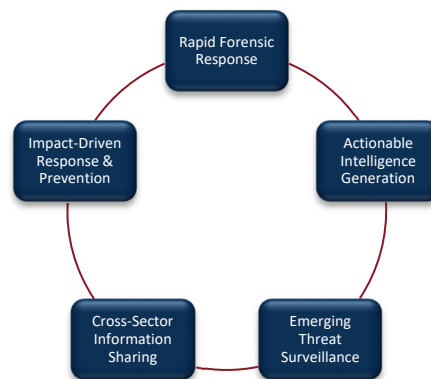 Rapid Forensic
Response
Actionable
Intelligence
Generation
Emerging
Threat
Surveillance
Cross-Sector
Information
Sharing
Impact-Driven
Response &
Prevention